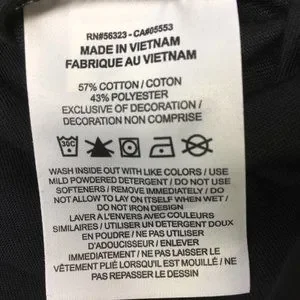 RN#56323 - CA#05553
MADE IN VIETNAM
FABRIQUE AU VIETNAM
57% COTTON / COTON
43% POLYESTER
EXCLUSIVE OF DECORATION /
DECORATION NON COMPRISE
30C
WASH INSIDE OUT WITH LIKE COLORS / USE
MILD POWDERED DETERGENT / DO NOT USE
SOFTENERS / REMOVE IMMEDIATELY / DO
NOT ALLOW TO LAY ON ITSELF WHEN WET /
DO NOT IRON DESIGN
LAVER A L'ENVERS AVEC COULEURS
SIMILAIRES / UTILISER UN DETERGENT DOUX
EN POUDRE / NE PAS UTILISER
D'ADOUCISSEUR / ENLEVER
IMMEDIATEMENT / NE PAS LAISSER LE
VÊTEMENT PLIÉ LORSQU'IL EST MOUILLÉ / NE
PAS REPASSER LE DESSIN